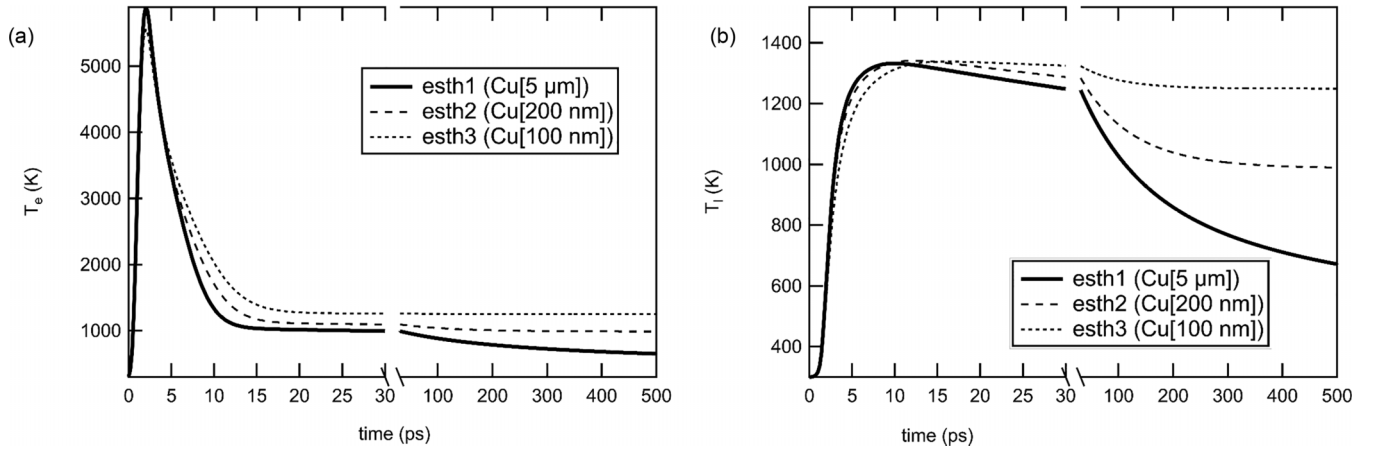 (a)
T_e (K)
5000
4000
3000
2000
1000
esth1 (Cu[5 µm])
esth2 (Cu[200 nm])
esth3 (Cu[100 nm])
0 5 10 15 20 25 30 100 200 300 400 500
time (ps)
(b)
T_l (K)
1400
1200
1000
800
600
400
esth1 (Cu[5 µm])
esth2 (Cu[200 nm])
esth3 (Cu[100 nm])
0 5 10 15 20 25 30 100 200 300 400 500
time (ps)